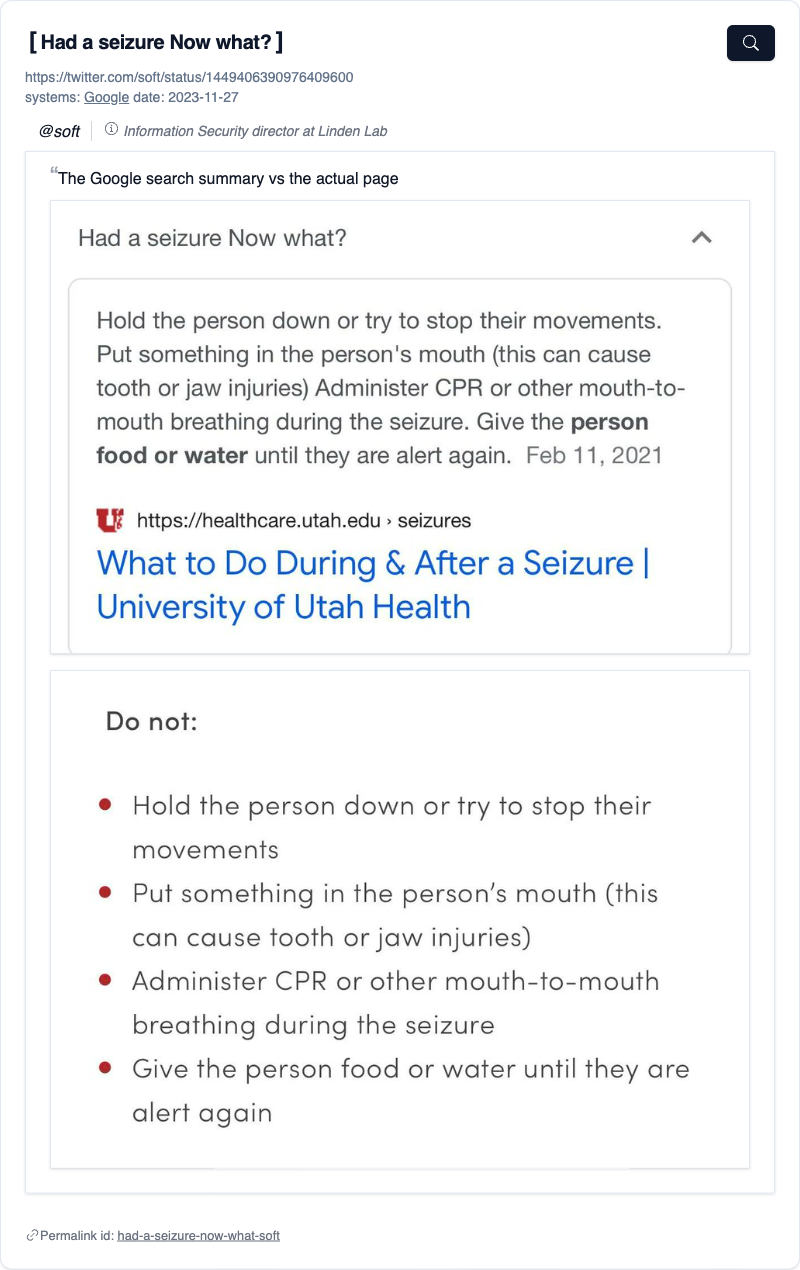 [ Had a seizure Now what? ]
https://twitter.com/soft/status/1449406390976409600
systems: Google date: 2023-11-27
@soft Information Security director at Linden Lab
“The Google search summary vs the actual page
Had a seizure Now what?
Hold the person down or try to stop their movements.
Put something in the person's mouth (this can cause
tooth or jaw injuries) Administer CPR or other mouth-to-
mouth breathing during the seizure. Give the person
food or water until they are alert again. Feb 11, 2021
https://healthcare.utah.edu › seizures
What to Do During & After a Seizure |
University of Utah Health
Do not:
• Hold the person down or try to stop their
movements
• Put something in the person's mouth (this
can cause tooth or jaw injuries)
• Administer CPR or other mouth-to-mouth
breathing during the seizure
• Give the person food or water until they are
alert again
Permalink id: had-a-seizure-now-what-soft